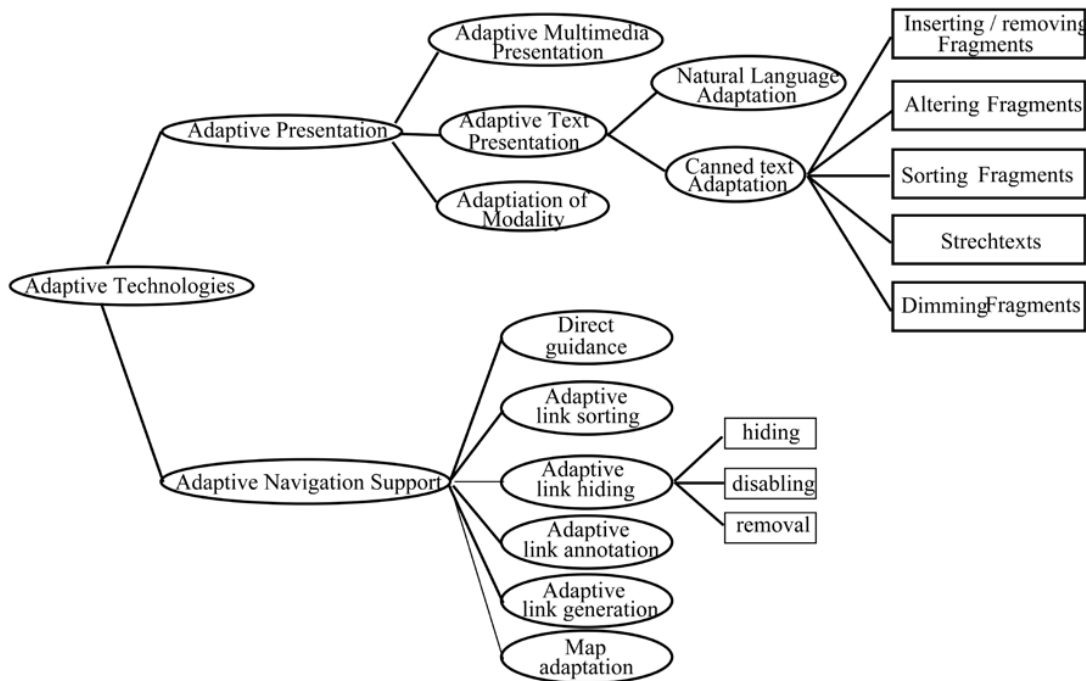 Adaptive Multimedia
Presentation
Inserting / removing
Fragments
Natural Language
Adaptation
Altering Fragments
Adaptive Presentation
Adaptive Text
Presentation
Canned text
Adaptation
Sorting Fragments
Adaptiation of
Modality
Strechtexts
Adaptive Technologies
Dimming Fragments
Direct
guidance
Adaptive
link sorting
hiding
Adaptive Navigation Support
Adaptive
link hiding
disabling
removal
Adaptive
link annotation
Adaptive
link generation
Map
adaptation